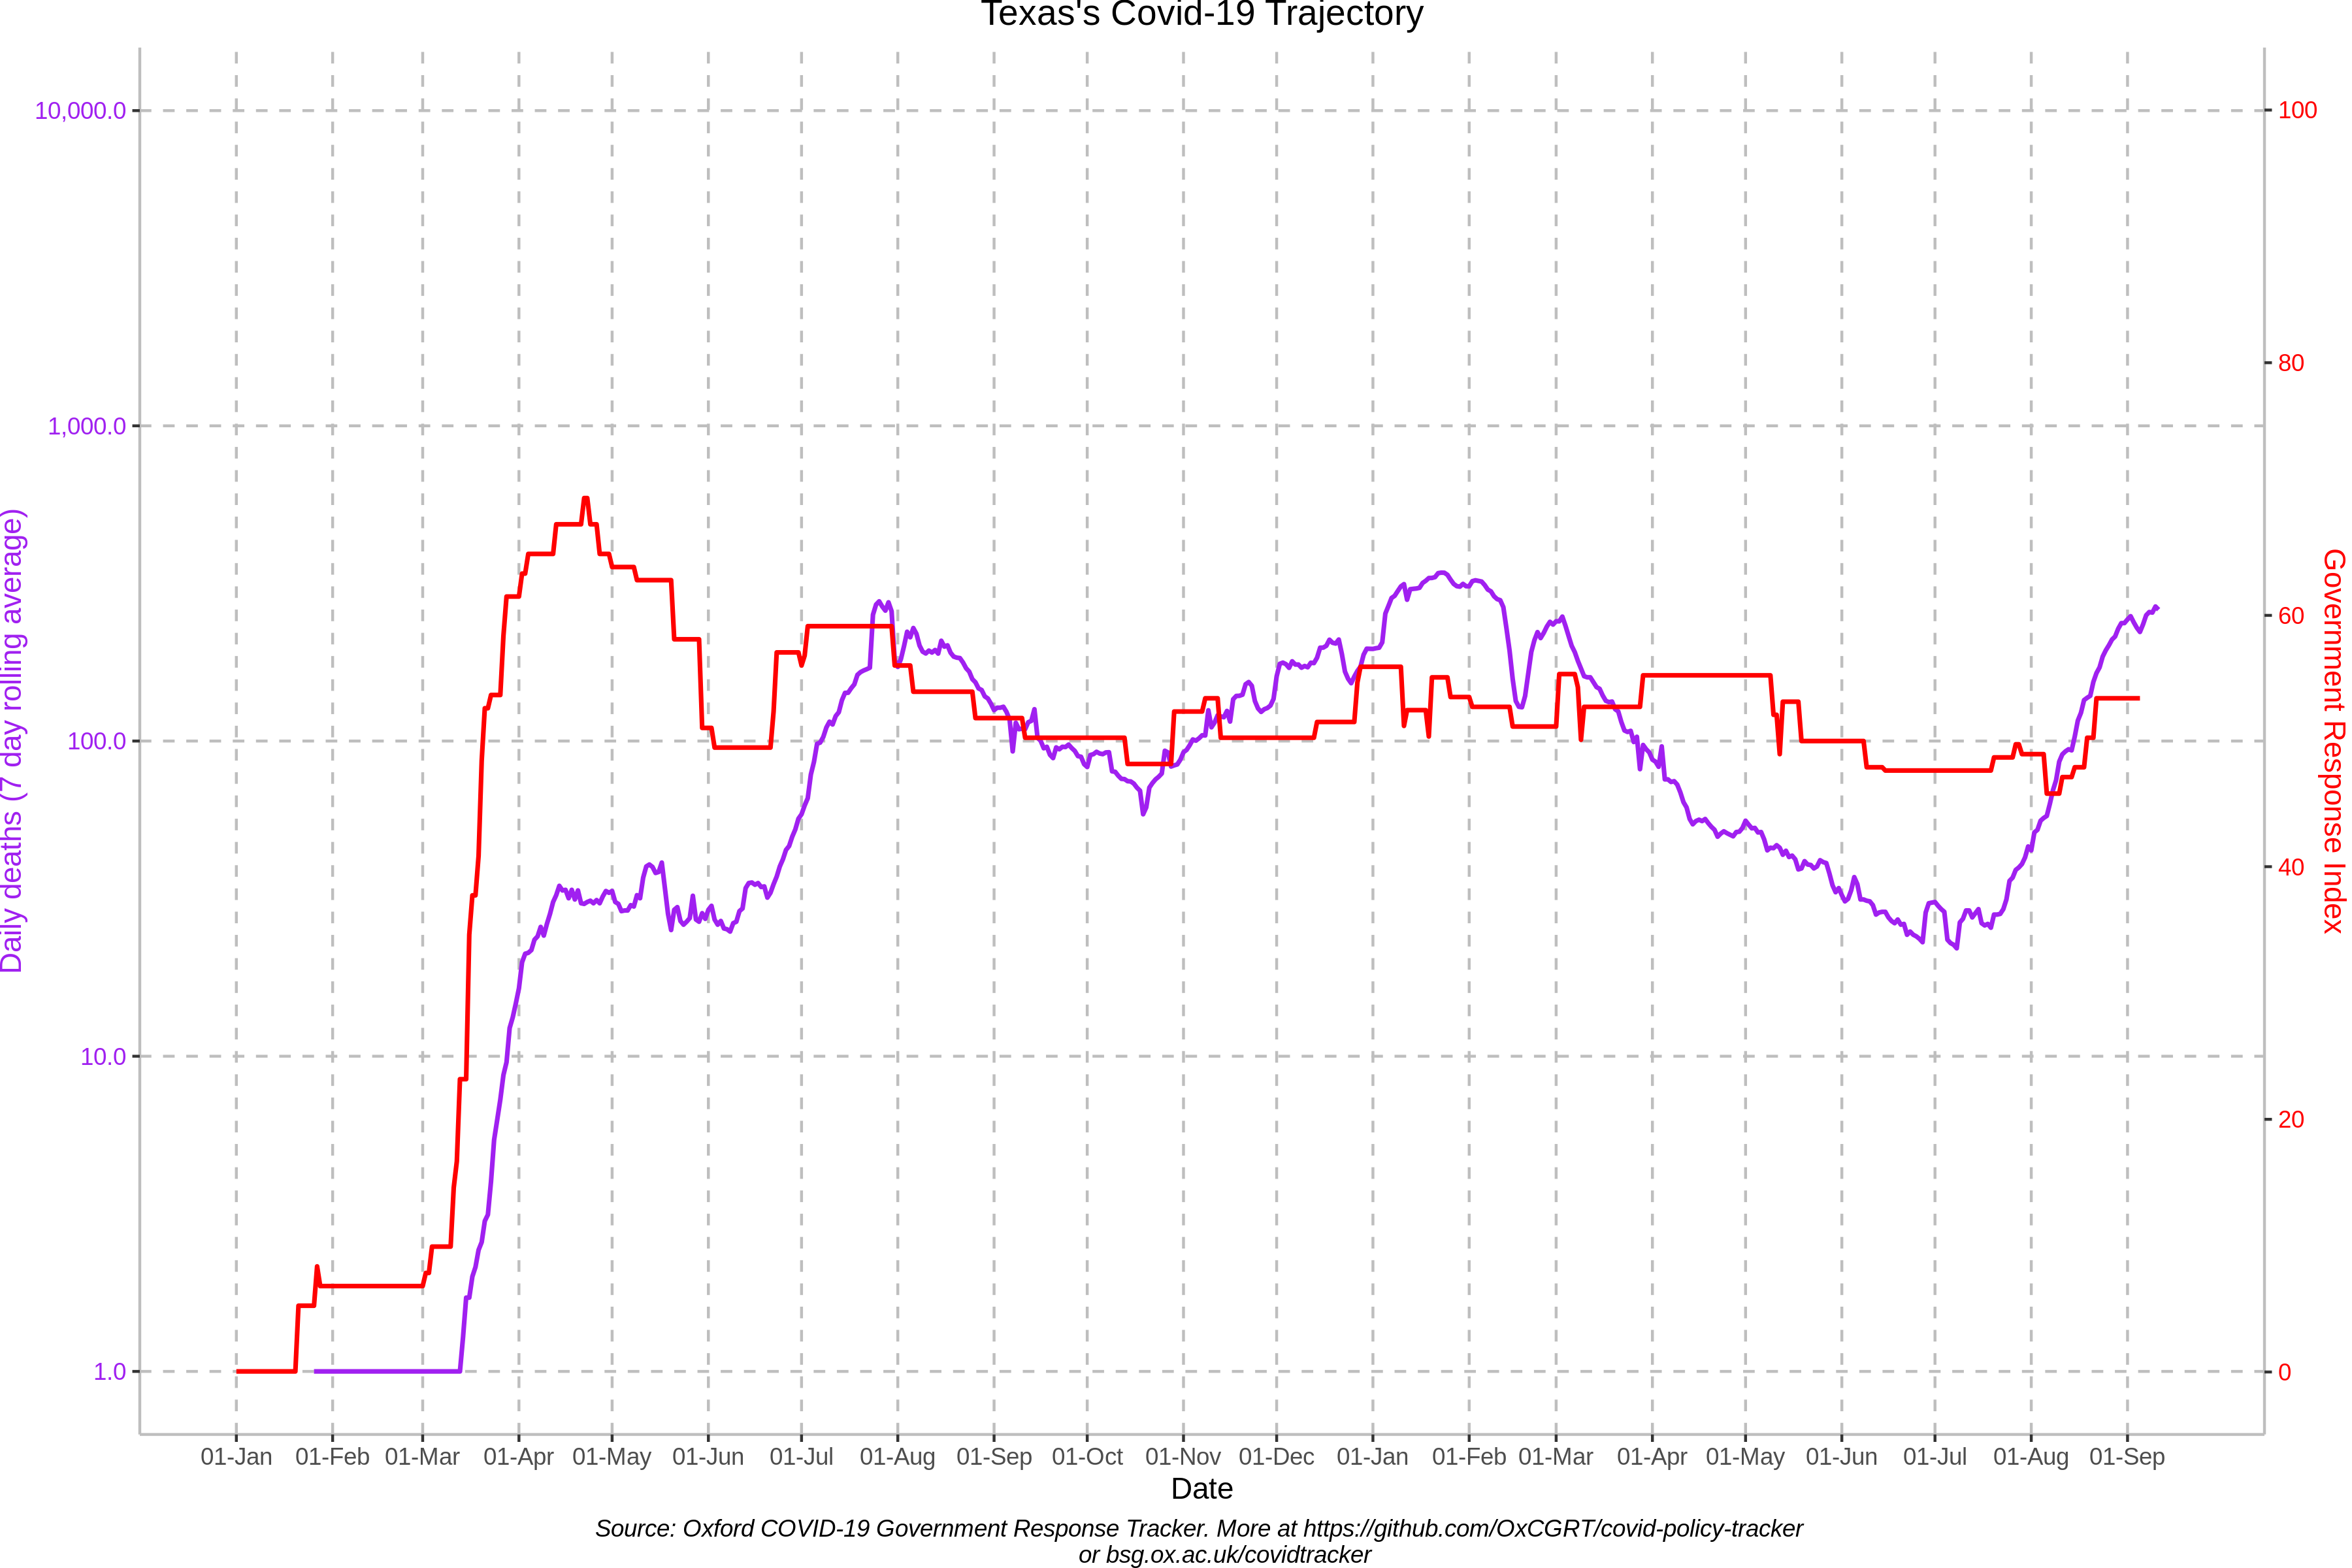 Texas's Covid-19 Trajectory
10,000.0
1,000.0
100.0
10.0
1.0
Daily deaths (7 day rolling average)
100
80
60
40
20
0
Government Response Index
01-Jan 01-Feb 01-Mar 01-Apr 01-May 01-Jun 01-Jul 01-Aug 01-Sep 01-Oct 01-Nov 01-Dec 01-Jan 01-Feb 01-Mar 01-Apr 01-May 01-Jun 01-Jul 01-Aug 01-Sep
Date
Source: Oxford COVID-19 Government Response Tracker. More at https://github.com/OxCGRT/covid-policy-tracker
or bsg.ox.ac.uk/covidtracker